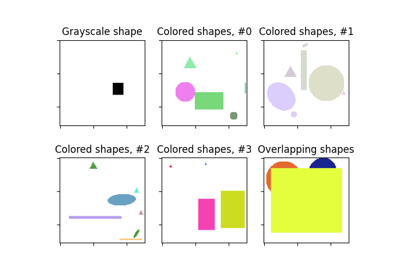 Grayscale shape
Colored shapes, #0
Colored shapes, #1
Colored shapes, #2
Colored shapes, #3
Overlapping shapes